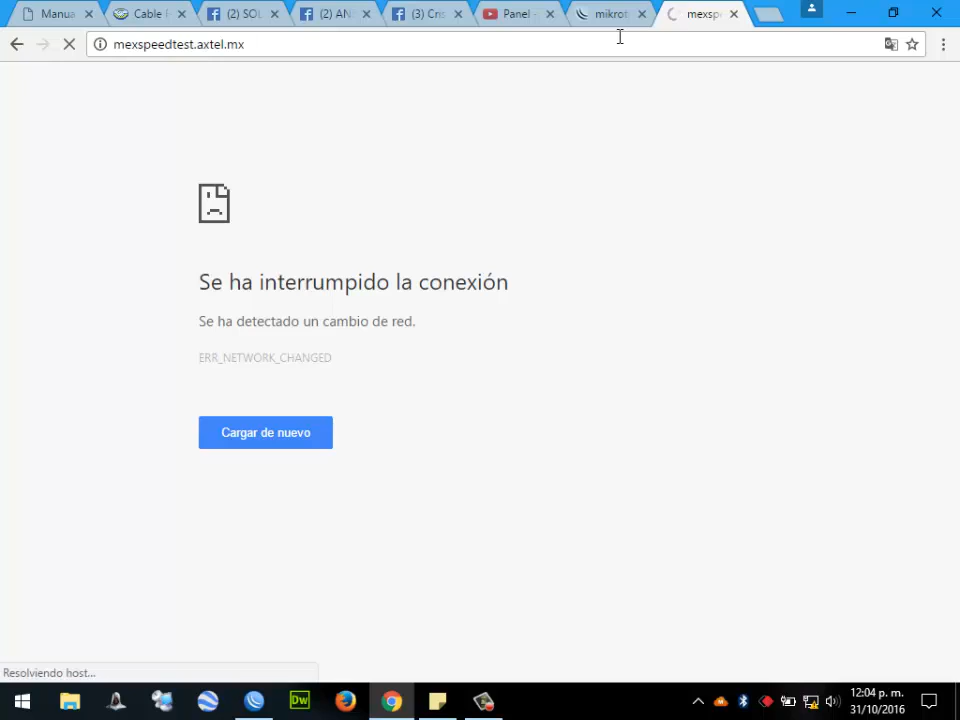 Manua
Cable F
(2) SOL
(2) AN
(3) Cris
Panel -
mikrot
mexsp
mexspeedtest.axtel.mx
Se ha interrumpido la conexión
Se ha detectado un cambio de red.
ERR_NETWORK_CHANGED
Cargar de nuevo
Resolviendo host...
Dw
12:04 p. m.
31/10/2016